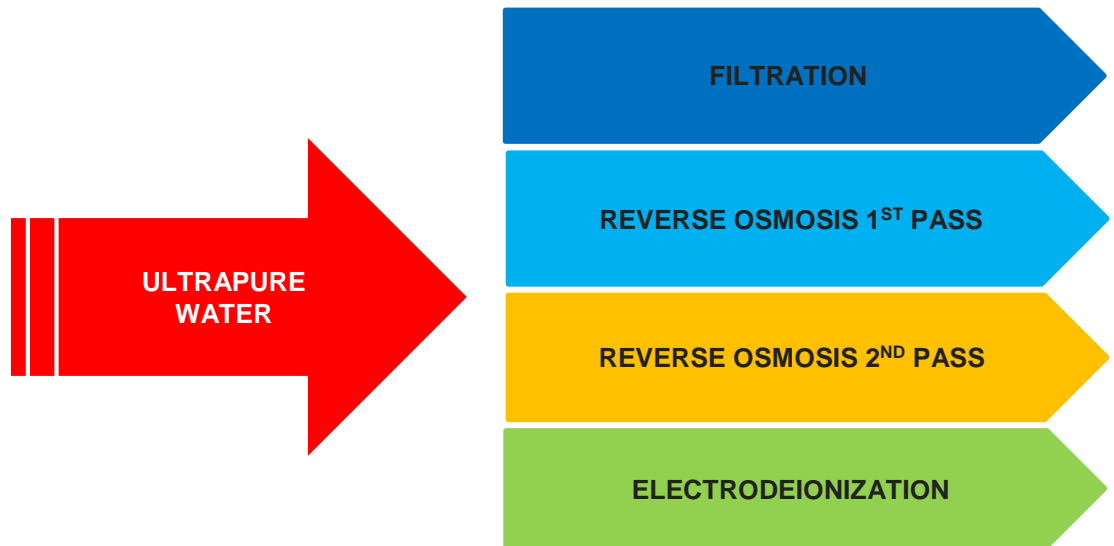 FILTRATION
REVERSE OSMOSIS 1ST PASS
ULTRAPURE
WATER
REVERSE OSMOSIS 2ND PASS
ELECTRODEIONIZATION